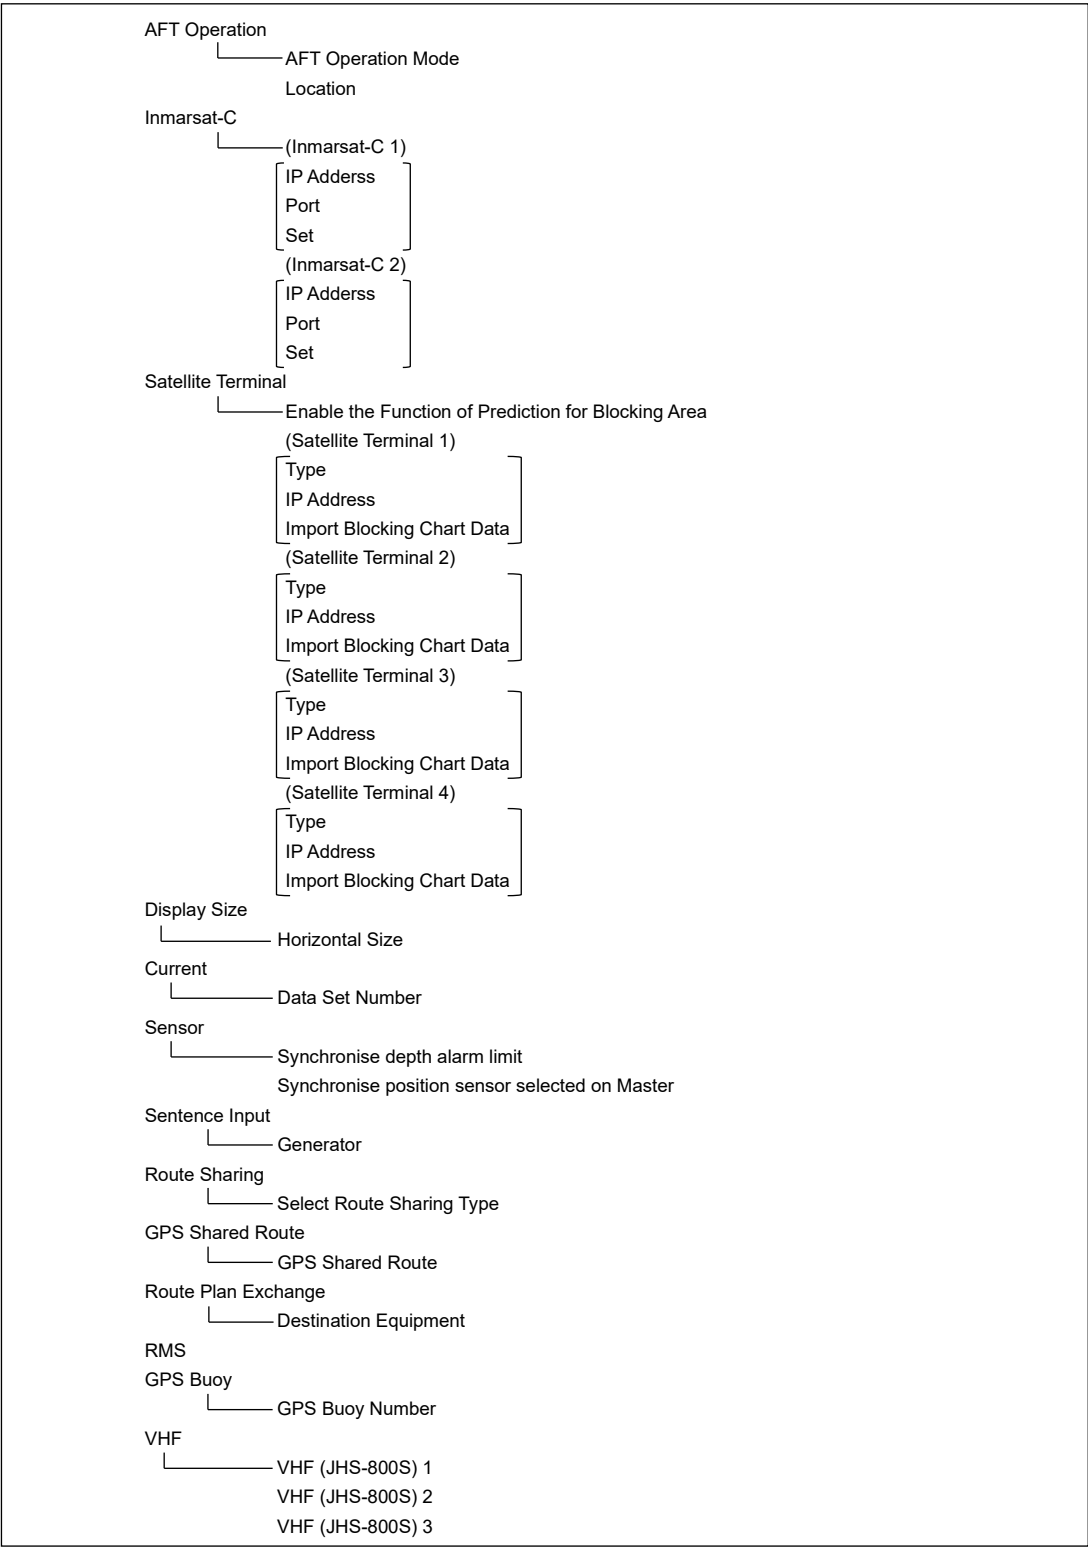 AFT Operation
AFT Operation Mode
Location
Inmarsat-C
(Inmarsat-C 1)
IP Adderss
Port
Set
(Inmarsat-C 2)
IP Adderss
Port
Set
Satellite Terminal
Enable the Function of Prediction for Blocking Area
(Satellite Terminal 1)
Type
IP Address
Import Blocking Chart Data
(Satellite Terminal 2)
Type
IP Address
Import Blocking Chart Data
(Satellite Terminal 3)
Type
IP Address
Import Blocking Chart Data
(Satellite Terminal 4)
Type
IP Address
Import Blocking Chart Data
Display Size
Horizontal Size
Current
Data Set Number
Sensor
Synchronise depth alarm limit
Synchronise position sensor selected on Master
Sentence Input
Generator
Route Sharing
Select Route Sharing Type
GPS Shared Route
GPS Shared Route
Route Plan Exchange
Destination Equipment
RMS
GPS Buoy
GPS Buoy Number
VHF
VHF (JHS-800S) 1
VHF (JHS-800S) 2
VHF (JHS-800S) 3